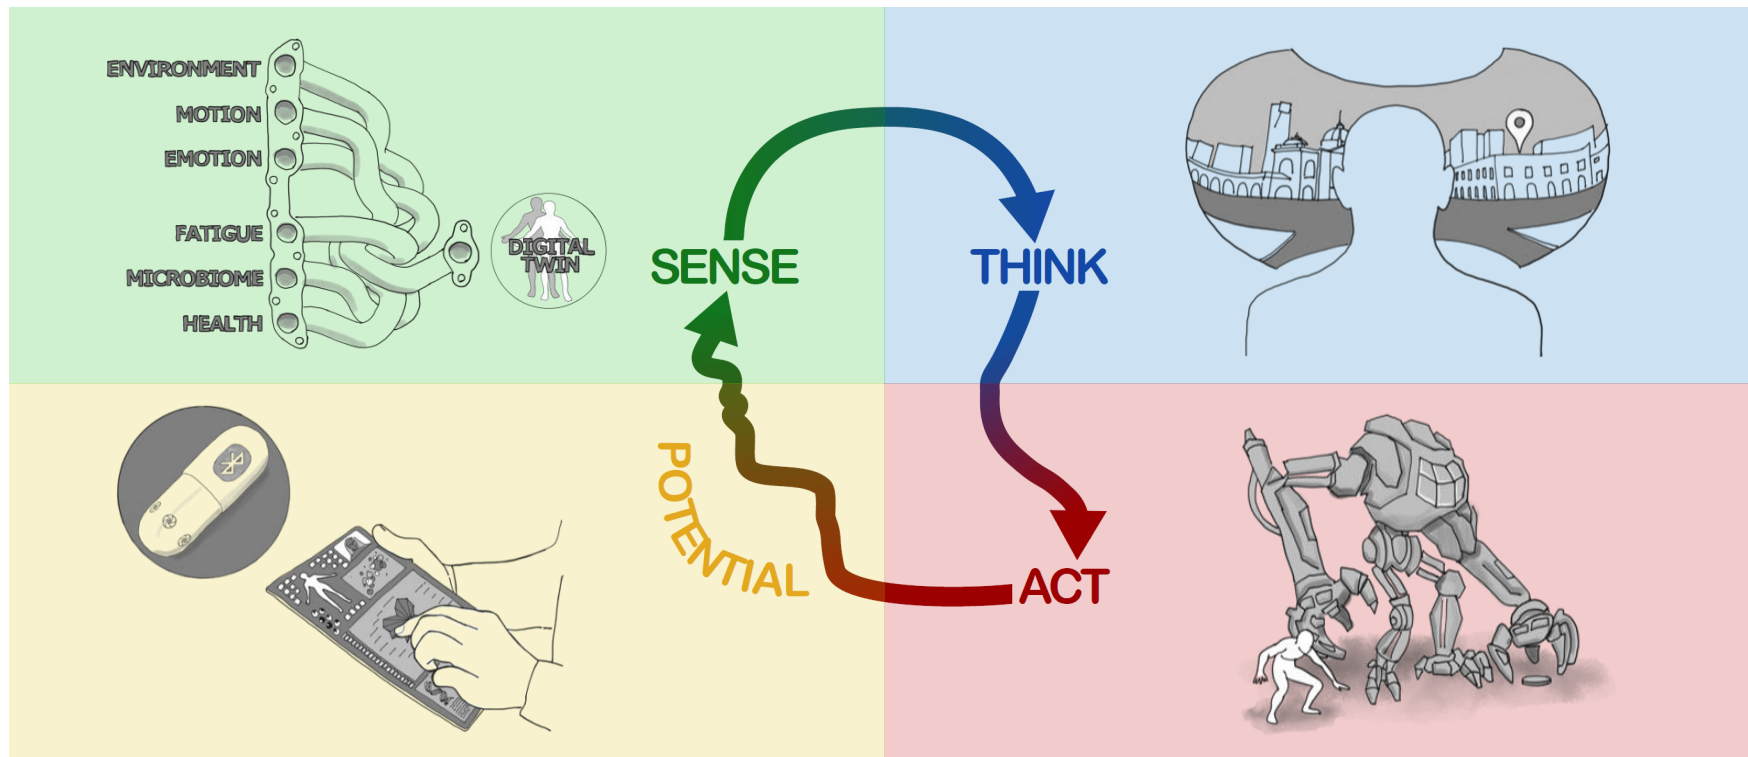 ENVIRONMENT
MOTION
EMOTION
FATIGUE
MICROBIOME
HEALTH
DIGITAL
TWIN
SENSE
THINK
POTENTIAL
ACT